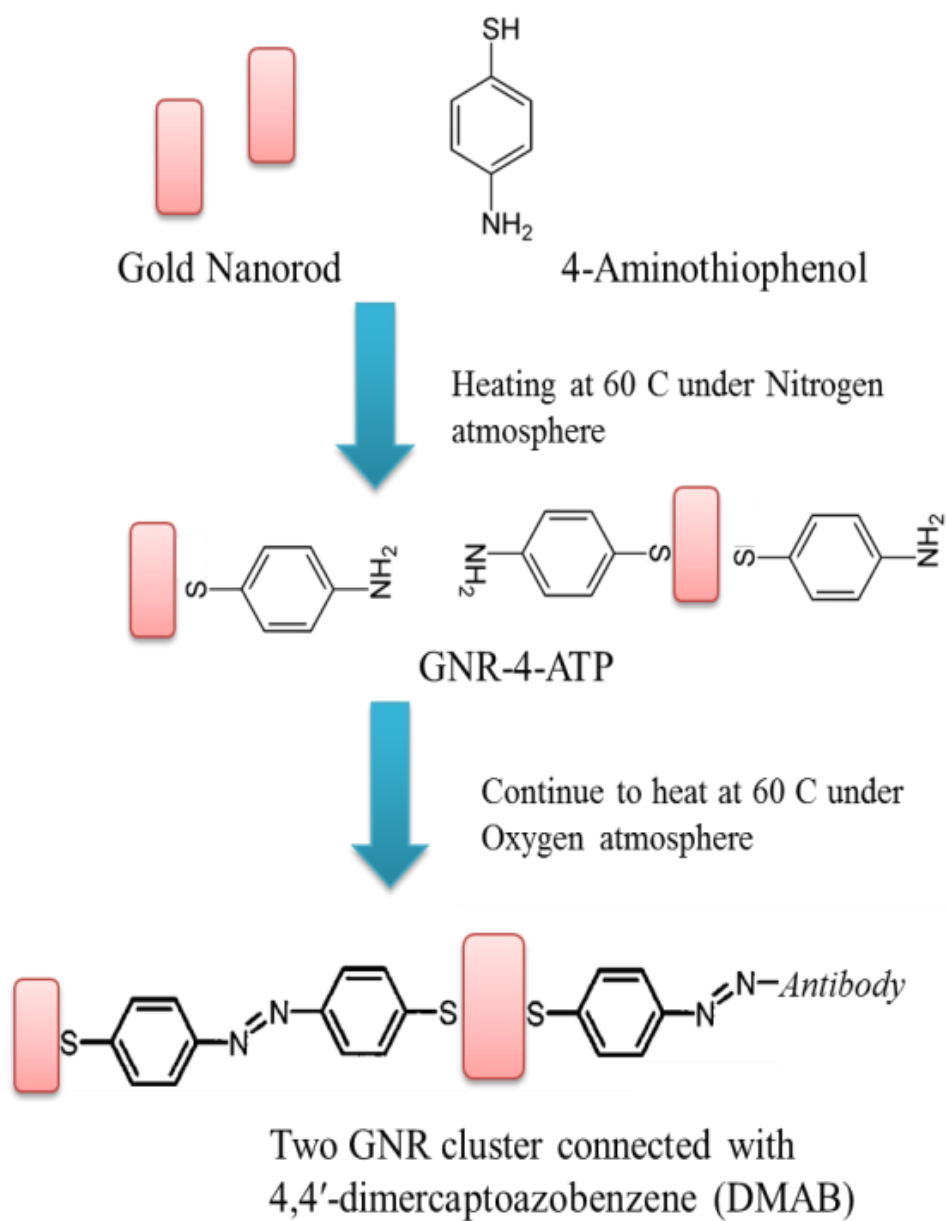 SH
NH2
Gold Nanorod
4-Aminothiophenol
Heating at 60 C under Nitrogen
atmosphere
S
NH2
NH2
S
S
NH2
GNR-4-ATP
Continue to heat at 60 C under
Oxygen atmosphere
S
N
N
S
S
N
N-Antibody
Two GNR cluster connected with
4,4′-dimercaptoazobenzene (DMAB)